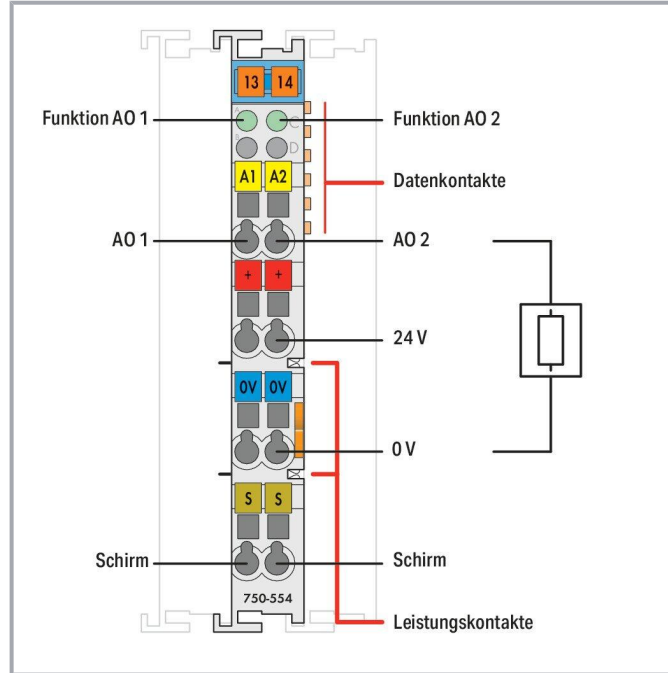 13 14
Funktion AO 1
A
C
Funktion AO 2
B
D
A1 A2
Datenkontakte
AO 1
AO 2
+ +
24 V
0V 0V
0 V
S S
Schirm
Schirm
750-554
Leistungskontakte